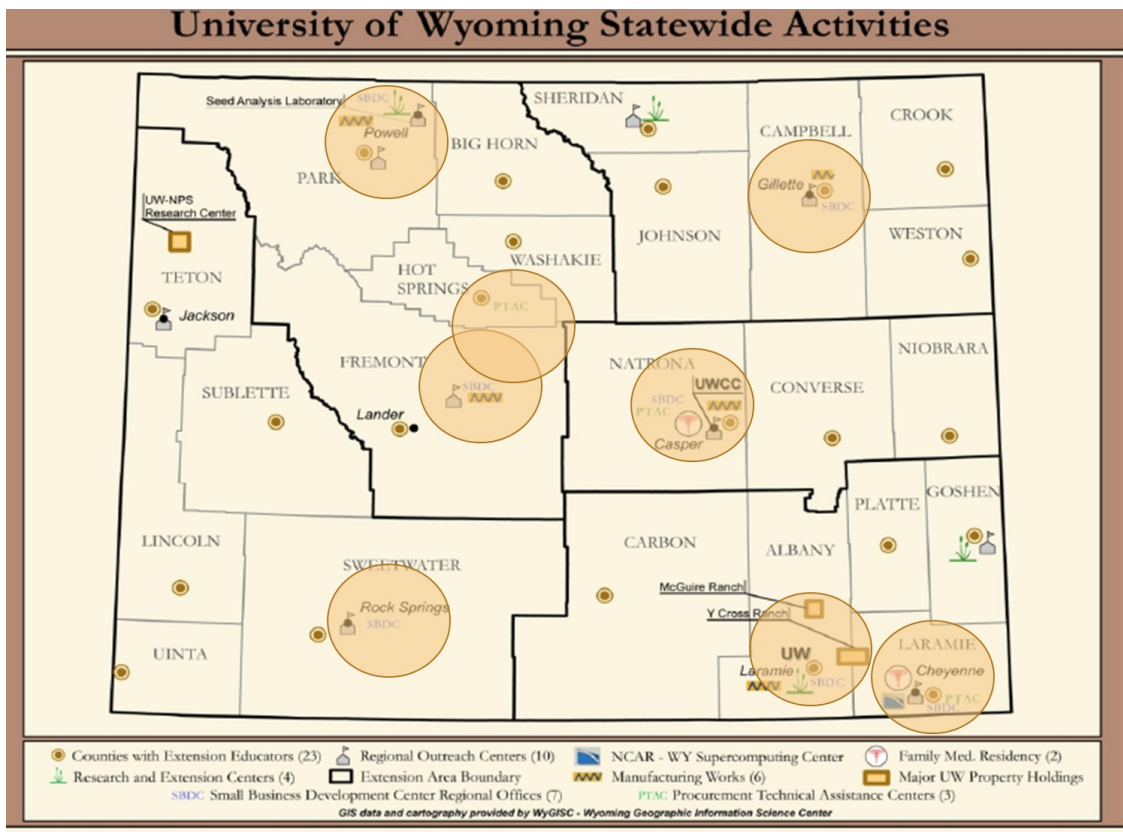 University of Wyoming Statewide Activities
Seed Analysis Laboratory
SBDC
Powell
PARK
BIG HORN
SHERIDAN
CAMPBELL
Gillette
SBDC
CROOK
UW-NPS
Research Center
TETON
Jackson
JOHNSON
WESTON
WASHAKIE
HOT
SPRINGS
PTAC
FREMONT
SBDC
Lander
SUBLETTE
NATRONA
UWCC
SBDC
PTAC
Casper
CONVERSE
NIOBRARA
LINCOLN
SWEETWATER
Rock Springs
SBDC
UINTA
CARBON
ALBANY
PLATTE
GOSHEN
McGuire Ranch
Y Cross Ranch
UW
Laramie
SBDC
LARAMIE
Cheyenne
PTAC
SBDC
Counties with Extension Educators (23) Regional Outreach Centers (10) NCAR - WY Supercomputing Center Family Med. Residency (2)
Research and Extension Centers (4) Extension Area Boundary Manufacturing Works (6) Major UW Property Holdings
SBDC Small Business Development Center Regional Offices (7) PTAC Procurement Technical Assistance Centers (3)
GIS data and cartography provided by WyGISC - Wyoming Geographic Information Science Center